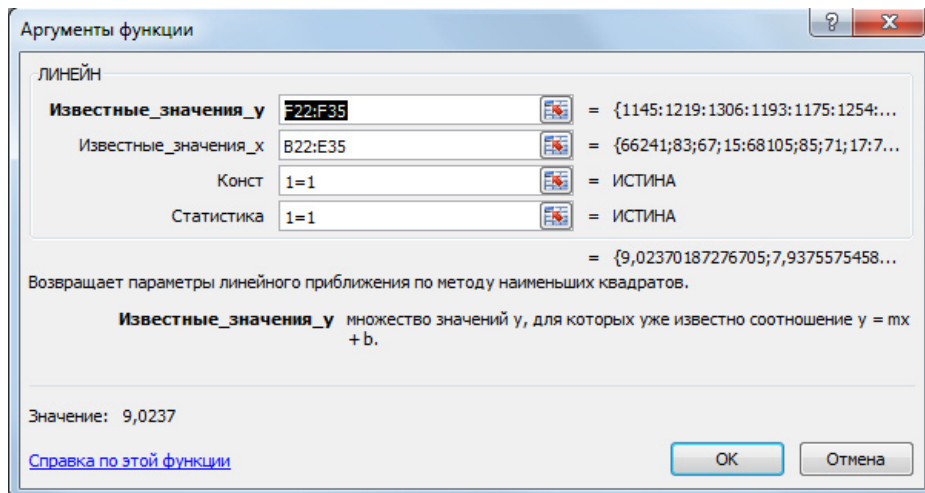 Аргументы функции
ЛИНЕЙН
Известные_значения_y F22:F35 = {1145:1219:1306:1193:1175:1254:...
Известные_значения_x B22:E35 = {66241;83;67;15:68105;85;71;17:7...
Конст 1=1 = ИСТИНА
Статистика 1=1 = ИСТИНА
= {9,02370187276705;7,9375575458...
Возвращает параметры линейного приближения по методу наименьших квадратов.
Известные_значения_y множество значений y, для которых уже известно соотношение y = mx
+ b.
Значение: 9,0237
Справка по этой функции
OK Отмена